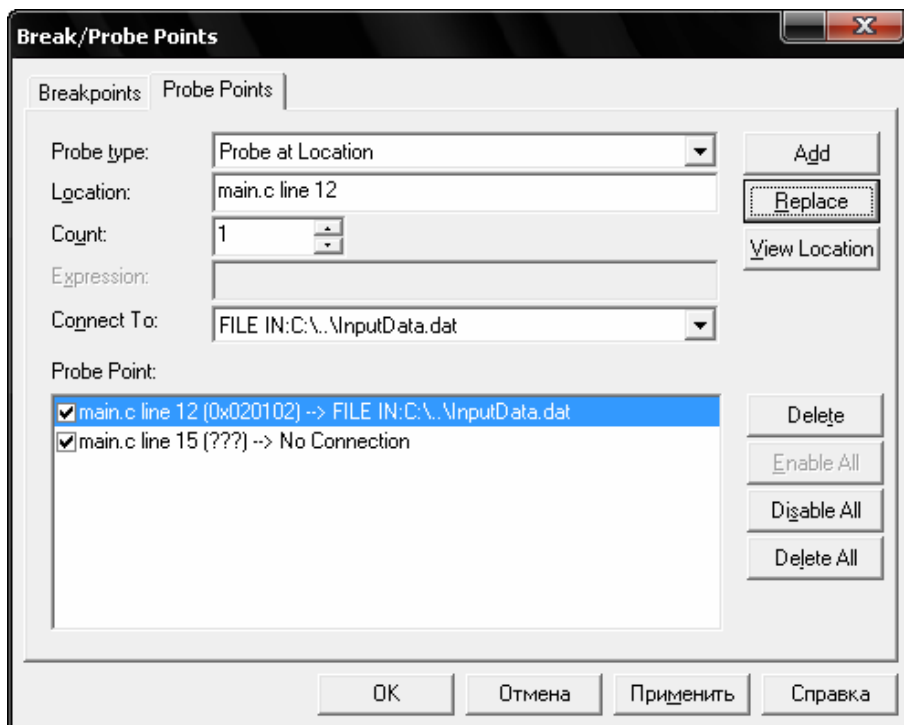 Break/Probe Points
Breakpoints Probe Points
Probe type: Probe at Location Add
Location: main.c line 12 Replace
Count: 1 View Location
Expression:
Connect To: FILE IN:C:\..\InputData.dat
Probe Point:
main.c line 12 (0x020102) --> FILE IN:C:\..\InputData.dat
main.c line 15 (???) --> No Connection
Delete
Enable All
Disable All
Delete All
OK Отмена Применить Справка